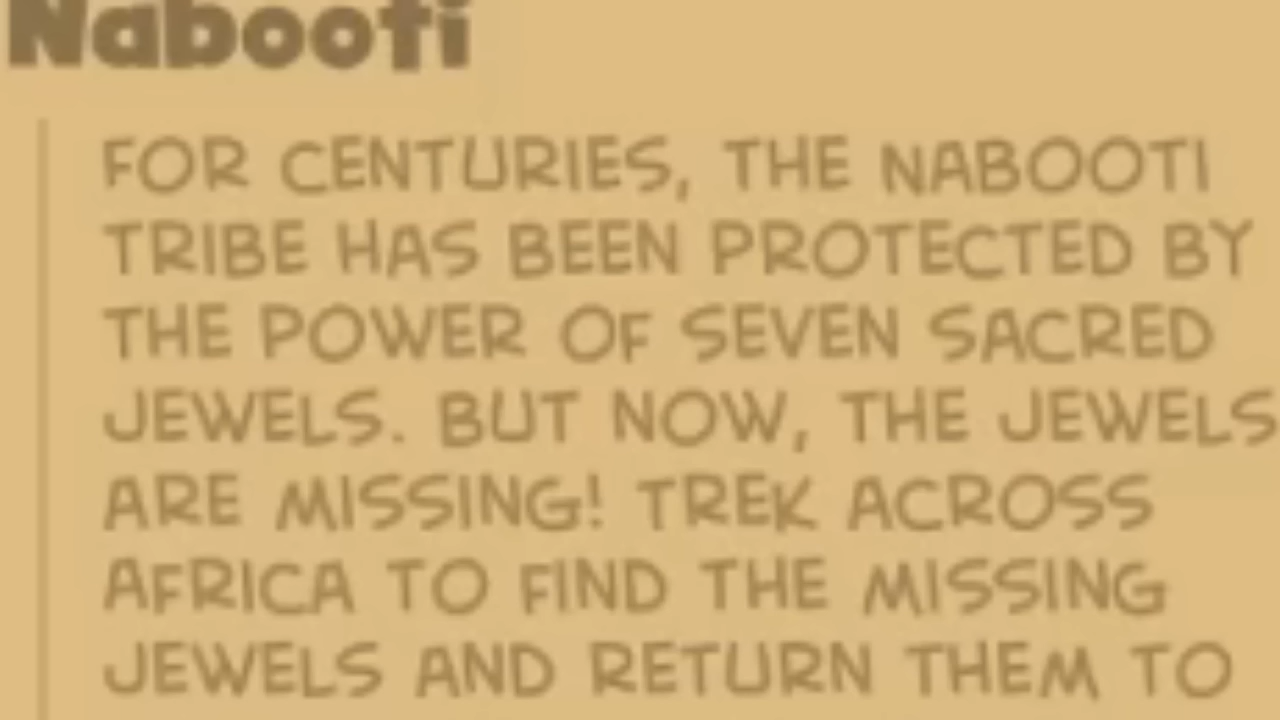 Nabooti
FOR CENTURIES, THE NABOOTI
TRIBE HAS BEEN PROTECTED BY
THE POWER OF SEVEN SACRED
JEWELS. BUT NOW, THE JEWELS
ARE MISSING! TREK ACROSS
AFRICA TO FIND THE MISSING
JEWELS AND RETURN THEM TO